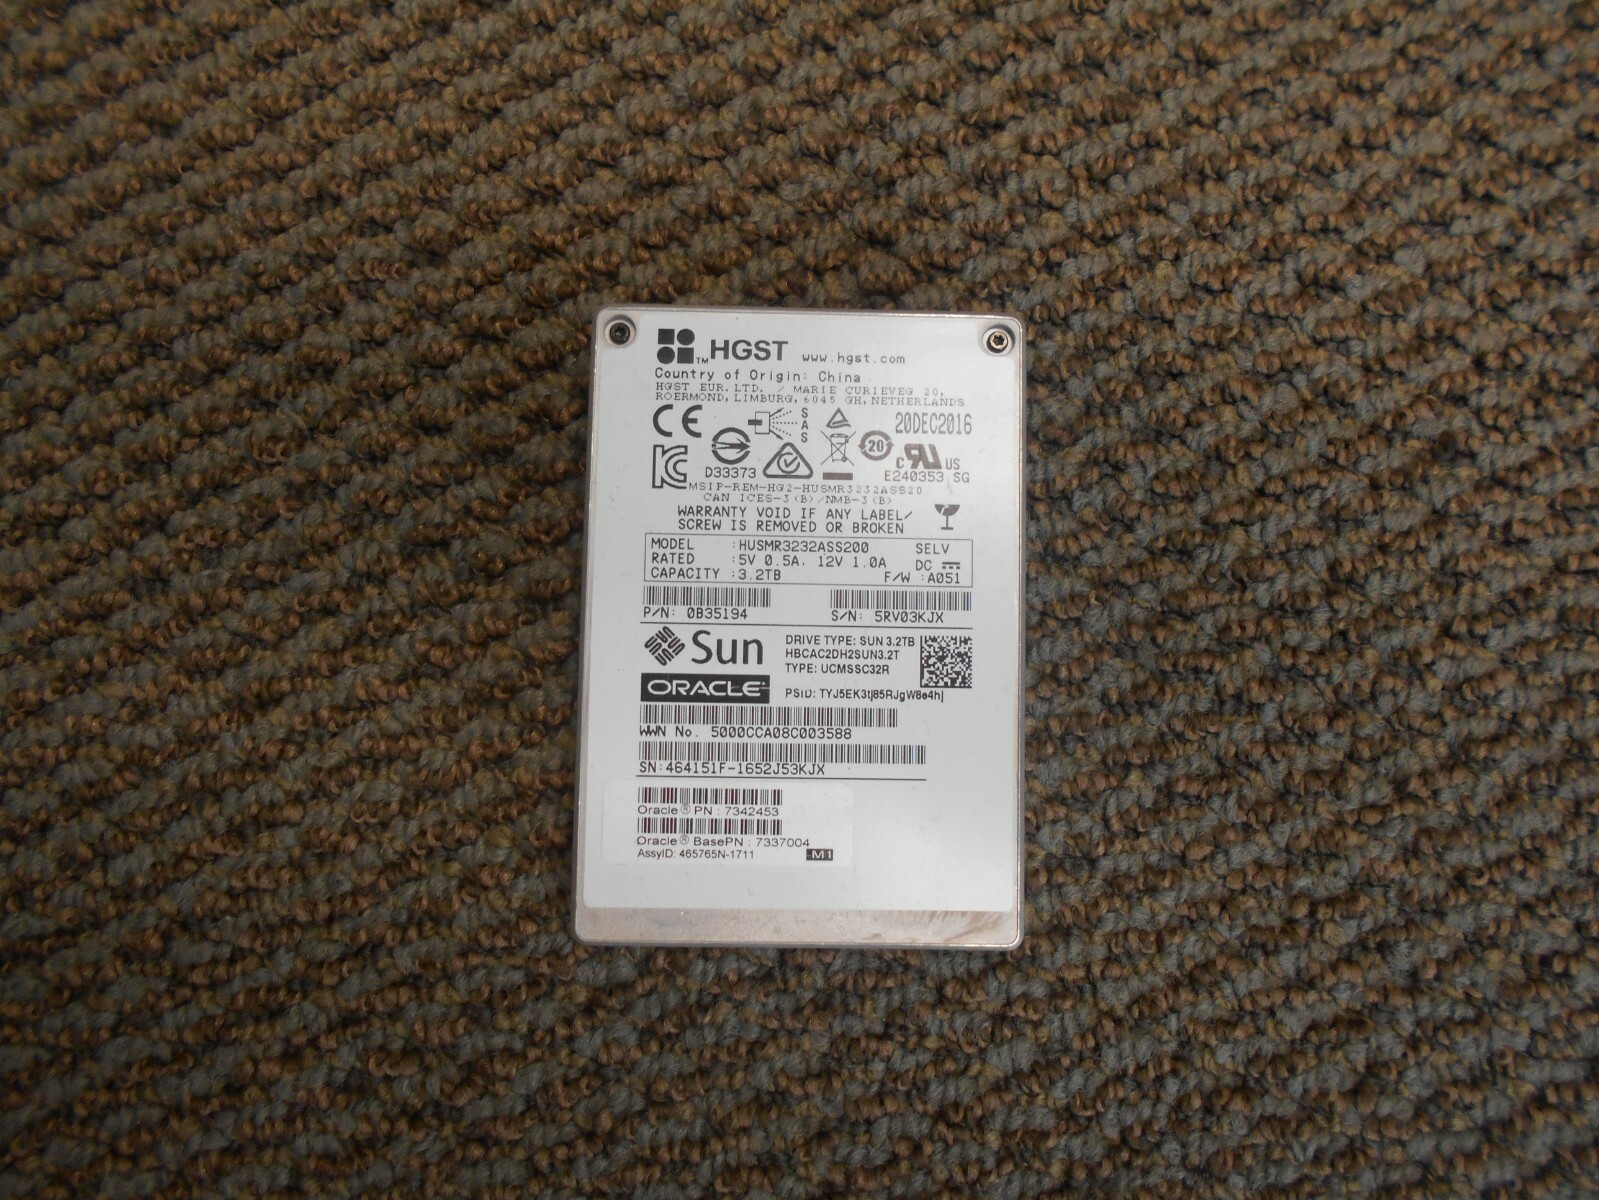 HGST www.hgst.com
Country of Origin: China
HGST EUR.LTD. / MARIE CURIEWEG 20,
ROERMOND, LIMBURG, 6045 GH, NETHERLANDS
CE SAS 20DEC2016
KC D33373 20 c RU US
E240353 SG
MSIP-REM-HG2-HUSMR3232ASS20
CAN ICES-3(B)/NMB-3(B)
WARRANTY VOID IF ANY LABEL/
SCREW IS REMOVED OR BROKEN
MODEL :HUSMR3232ASS200 SELV
RATED :5V 0.5A, 12V 1.0A DC
CAPACITY :3.2TB F/W :A051
P/N: 0B35194 S/N: 5RV03KJX
Sun DRIVE TYPE: SUN 3.2TB
HBCAC2DH2SUN3.2T
TYPE: UCMSSC32R
ORACLE PSID: TYJ5EK3tj85RJgW8e4hj
WWN No. 5000CCA08C003588
SN:464151F-1652J53KJX
Oracle® PN : 7342453
Oracle® BasePN : 7337004
AssyID: 465765N-1711 -M1